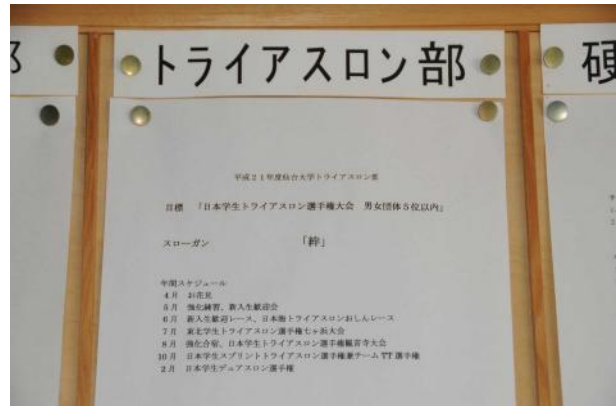 トライアスロン部
硬
平成21年度仙台大学トライアスロン部
目標 「日本学生トライアスロン選手権大会 男女団体5位以内」
スローガン 「絆」
年間スケジュール
4月 お花見
5月 強化練習、新入生歓迎会
6月 新入生歓迎レース、日本海トライアスロンおしんレース
7月 東北学生トライアスロン選手権七ヶ浜大会
8月 強化合宿、日本学生トライアスロン選手権観音寺大会
10月 日本学生スプリントトライアスロン選手権兼チームTT選手権
2月 日本学生デュアスロン選手権